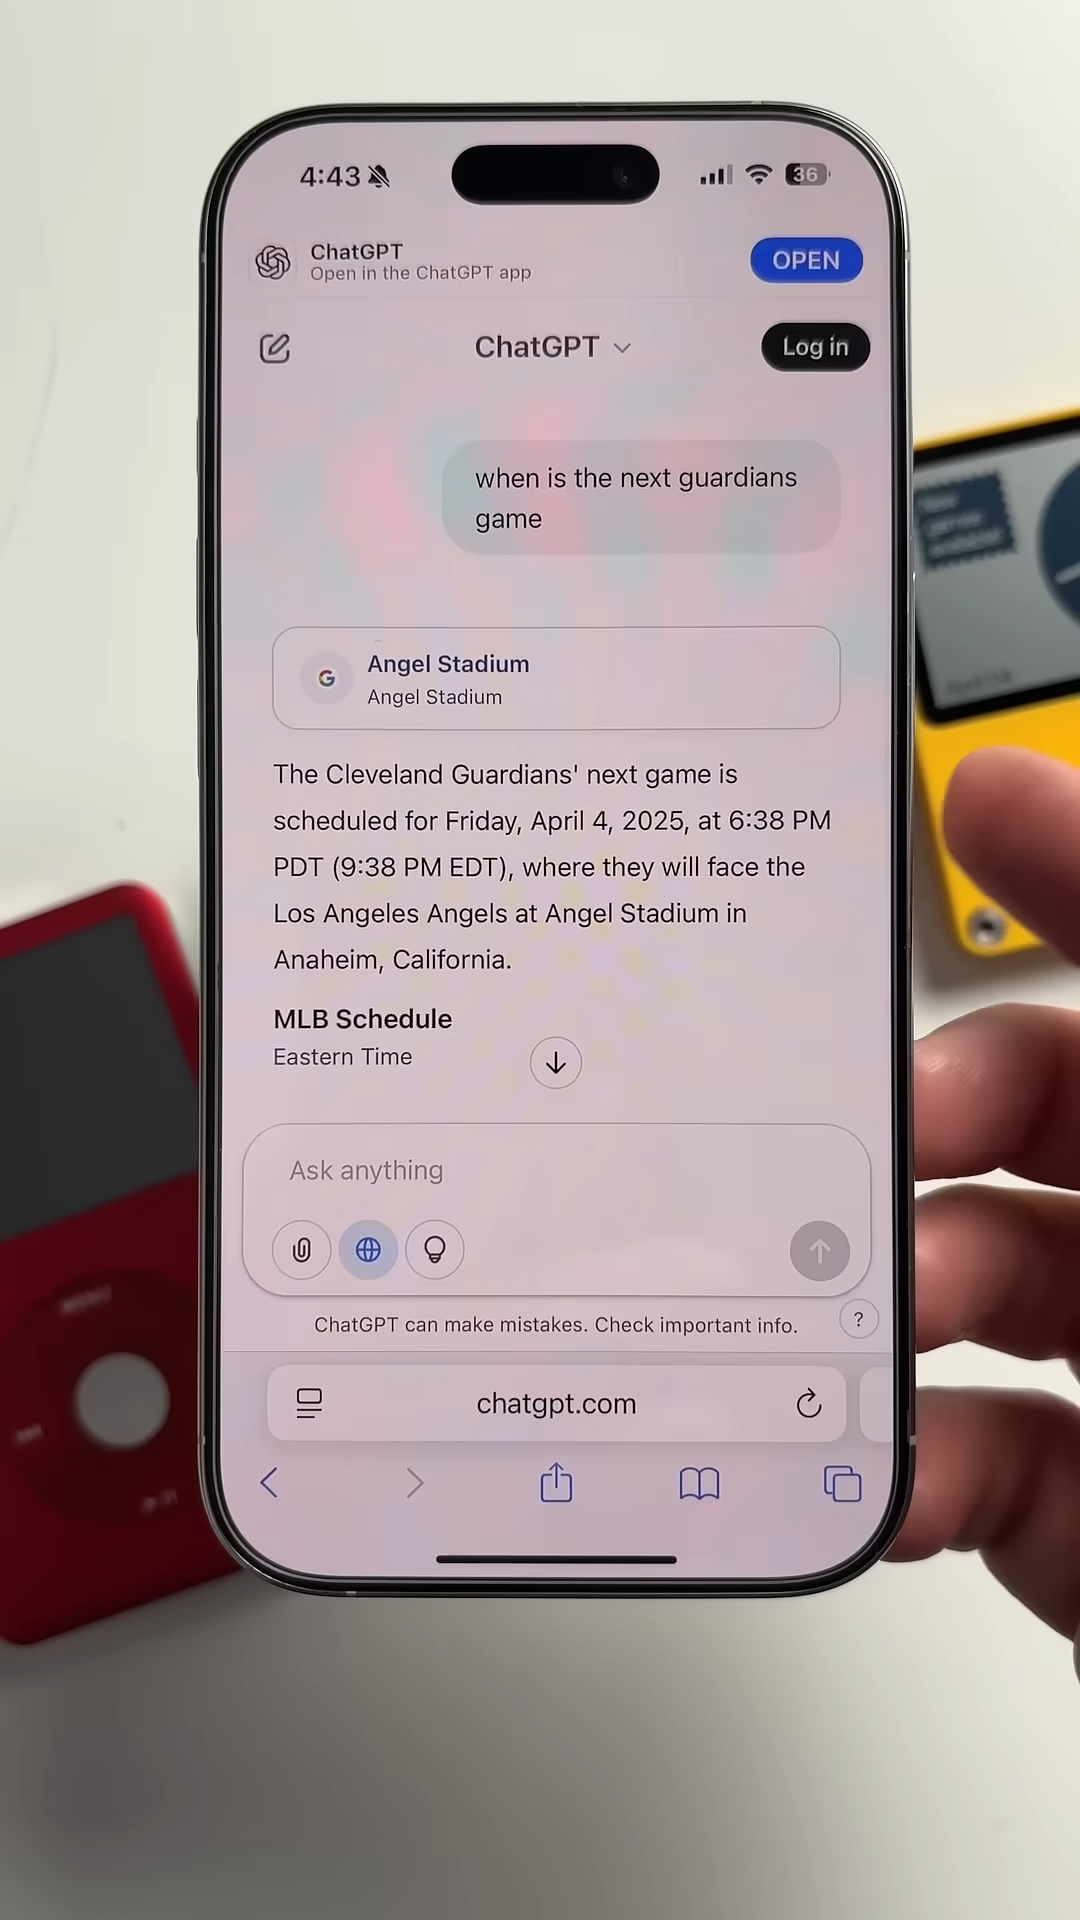 4:43
36
ChatGPT
Open in the ChatGPT app
OPEN
ChatGPT
Log in
when is the next guardians
game
G
Angel Stadium
Angel Stadium
The Cleveland Guardians' next game is
scheduled for Friday, April 4, 2025, at 6:38 PM
PDT (9:38 PM EDT), where they will face the
Los Angeles Angels at Angel Stadium in
Anaheim, California.
MLB Schedule
Eastern Time
Ask anything
ChatGPT can make mistakes. Check important info.
?
chatgpt.com
MENU